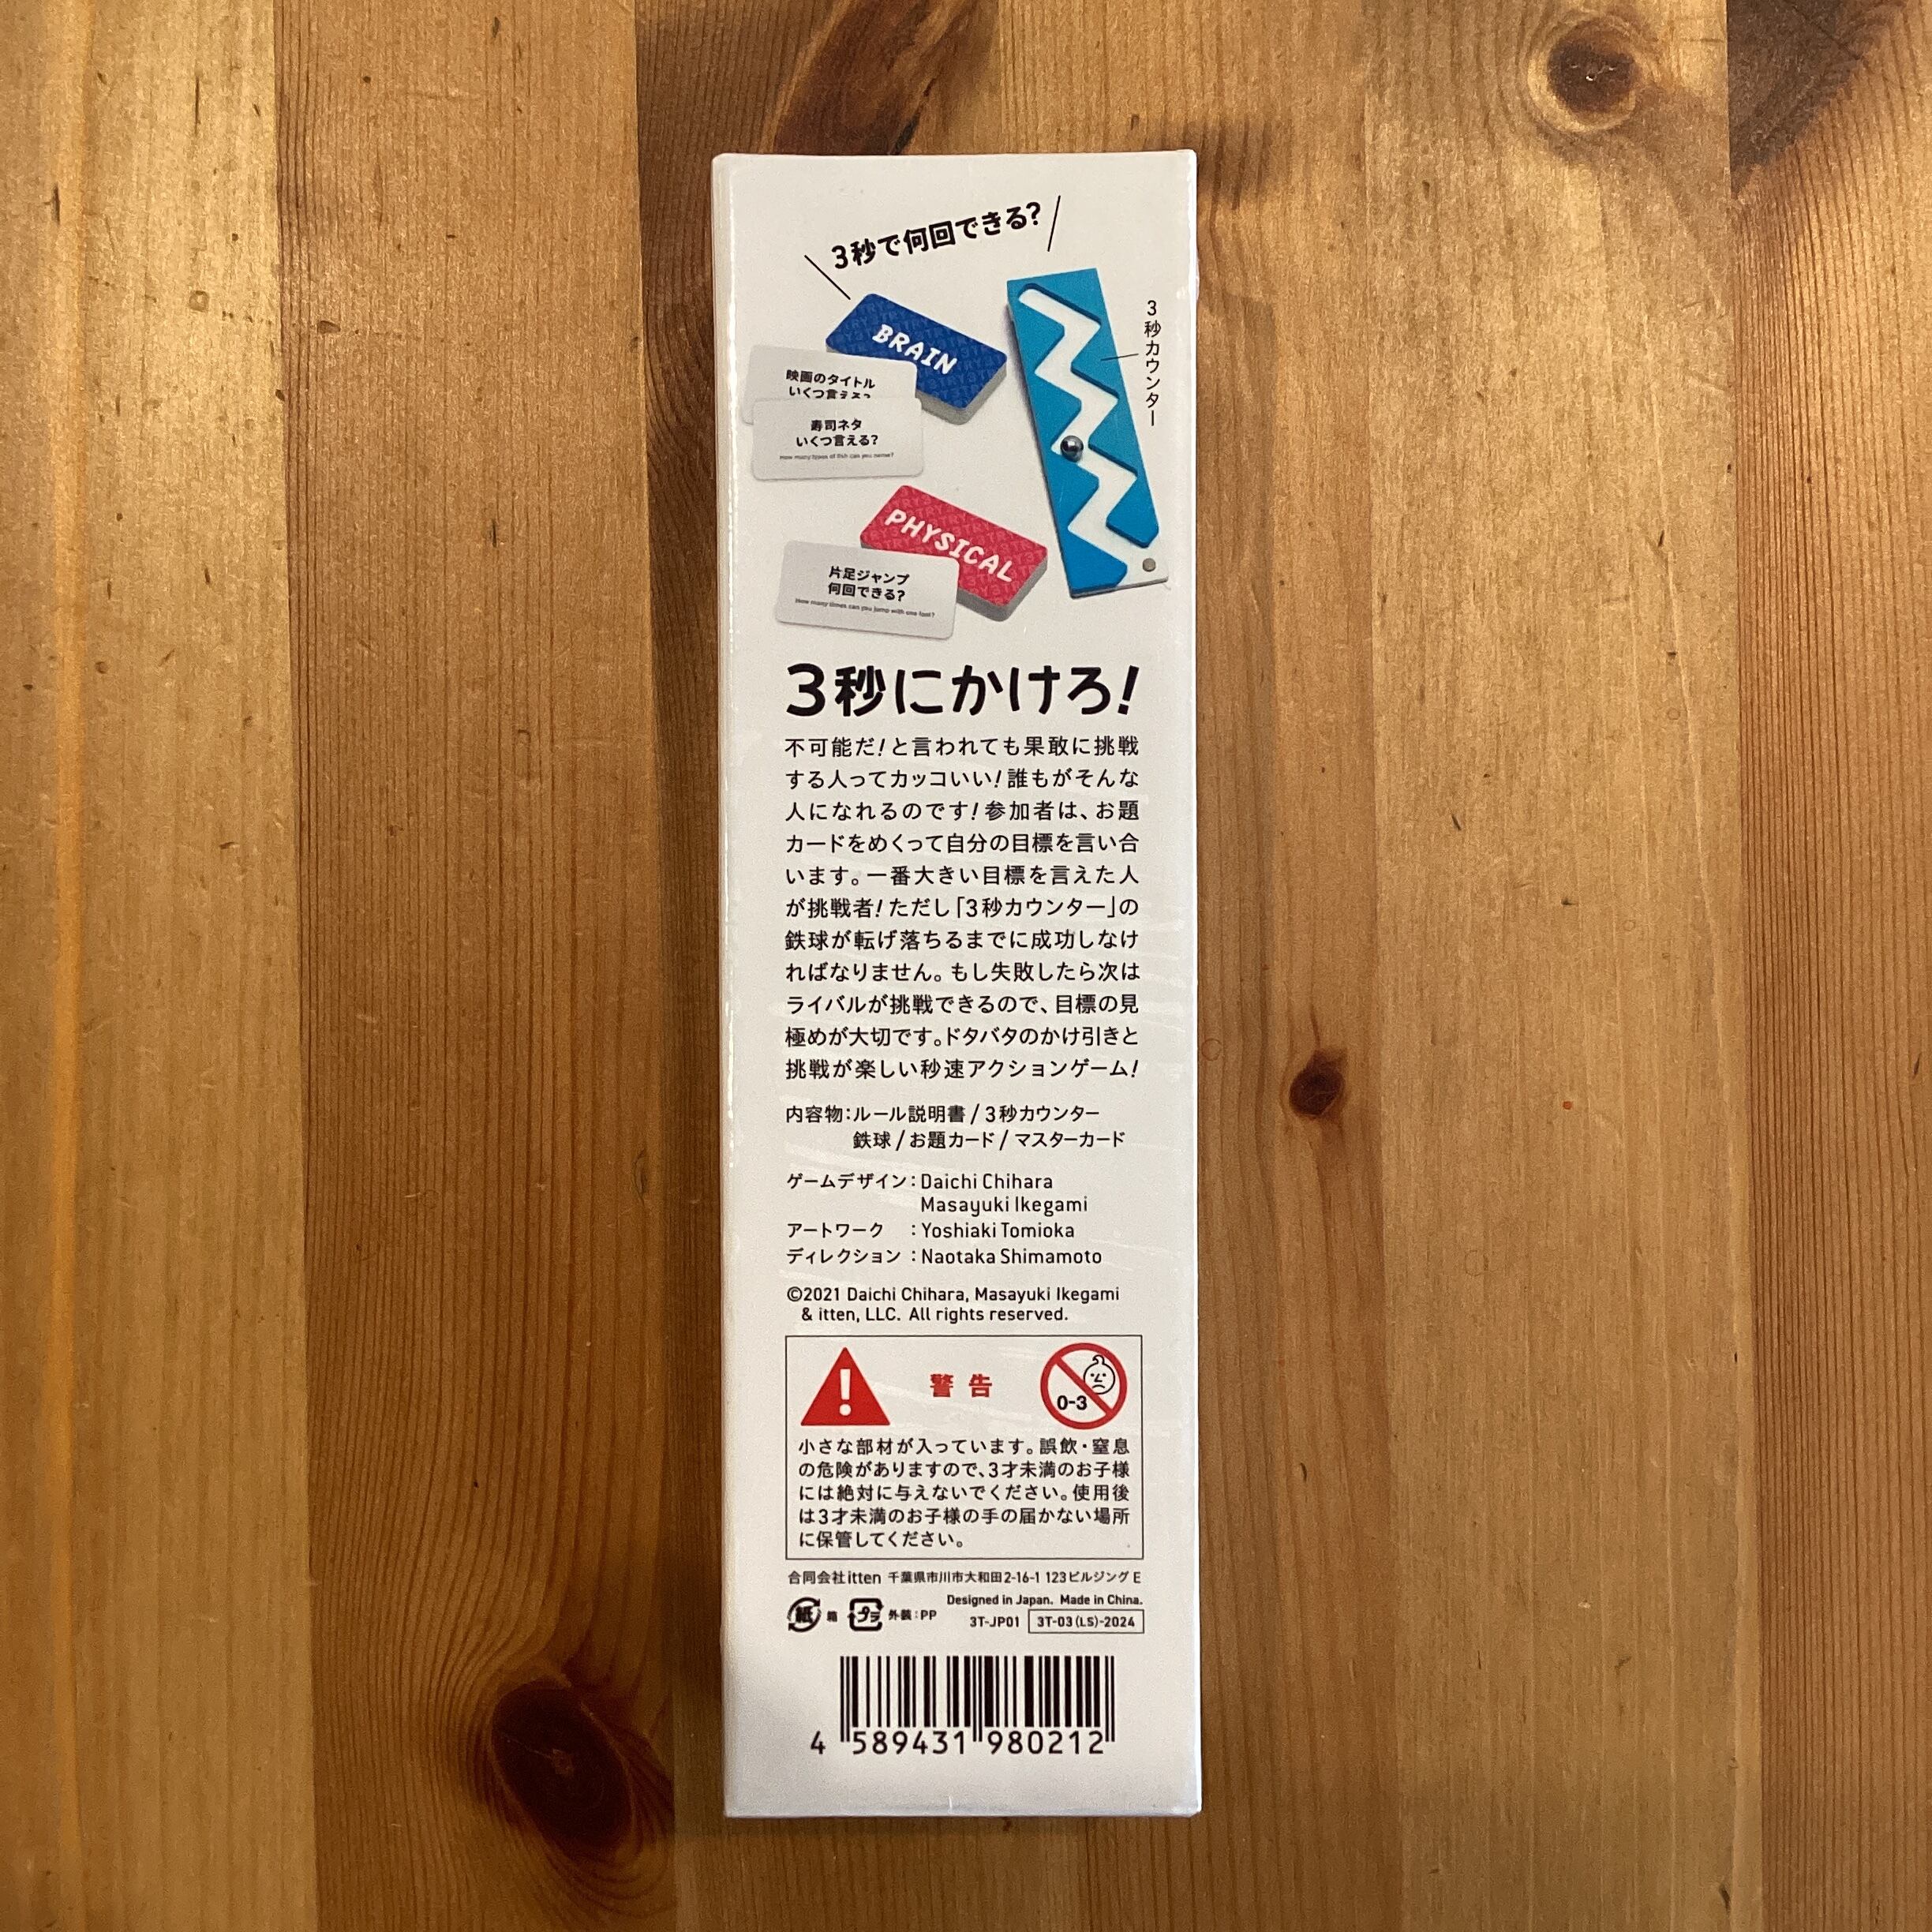 3秒で何回できる?
3秒カウンター
BRAIN
映画のタイトル
いくつ言える?
寿司ネタ
いくつ言える?
How many types of fish can you name?
PHYSICAL
片足ジャンプ
何回できる?
How many times can you jump with one foot?
3秒にかけろ!
不可能だ!と言われても果敢に挑戦
する人ってカッコいい!誰もがそんな
人になれるのです!参加者は、お題
カードをめくって自分の目標を言い合
います。一番大きい目標を言えた人
が挑戦者!ただし「3秒カウンター」の
鉄球が転げ落ちるまでに成功しなけ
ればなりません。もし失敗したら次は
ライバルが挑戦できるので、目標の見
極めが大切です。ドタバタのかけ引きと
挑戦が楽しい秒速アクションゲーム!
内容物:ルール説明書/3秒カウンター
鉄球/お題カード/マスターカード
ゲームデザイン:Daichi Chihara
Masayuki Ikegami
アートワーク :Yoshiaki Tomioka
ディレクション:Naotaka Shimamoto
©2021 Daichi Chihara, Masayuki Ikegami
& itten, LLC. All rights reserved.
警告
0-3
小さな部材が入っています。誤飲・窒息
の危険がありますので、3才未満のお子様
には絶対に与えないでください。使用後
は3才未満のお子様の手の届かない場所
に保管してください。
合同会社itten 千葉県市川市大和田2-16-1 123ビルジングE
Designed in Japan. Made in China.
紙 箱 プラ 外装:PP 3T-JP01 3T-03(LS)-2024
4 589431 980212